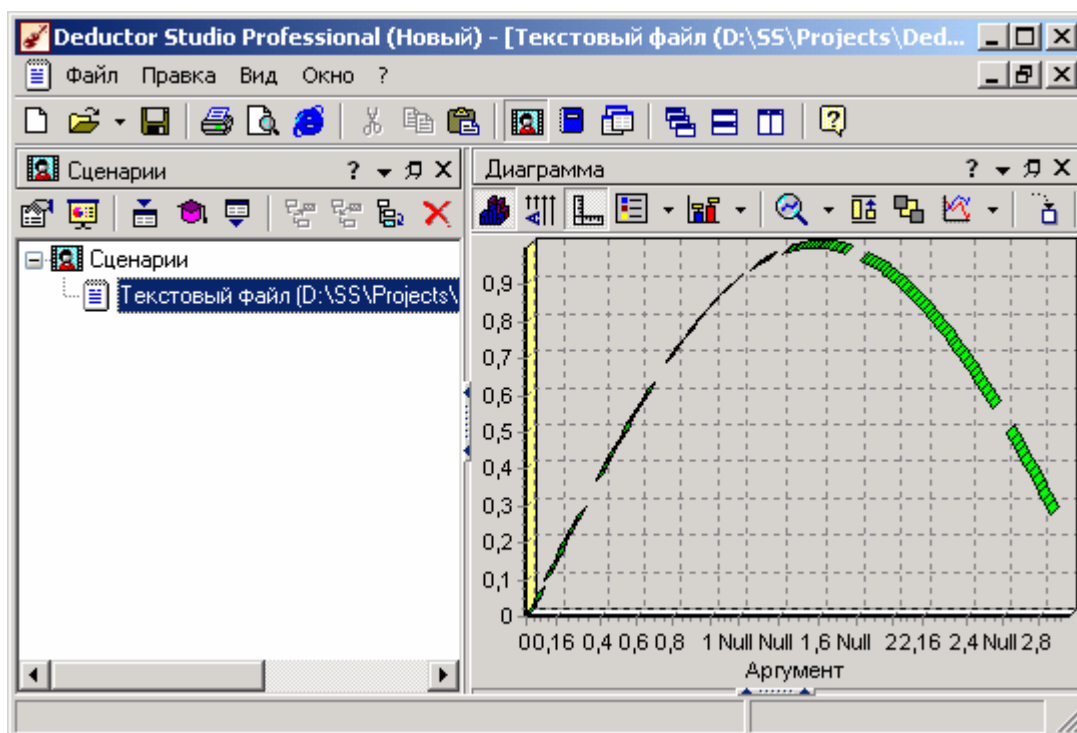 Deductor Studio Professional (Новый) - [Текстовый файл (D:\SS\Projects\Ded...
Файл Правка Вид Окно ?
Сценарии ?
Диаграмма ?
Сценарии
Текстовый файл (D:\SS\Projects\
0,9
0,8
0,7
0,6
0,5
0,4
0,3
0,2
0,1
0
00,16 0,4 0,6 0,8 1 Null Null 1,6 Null 22,16 2,4 Null 2,8
Аргумент